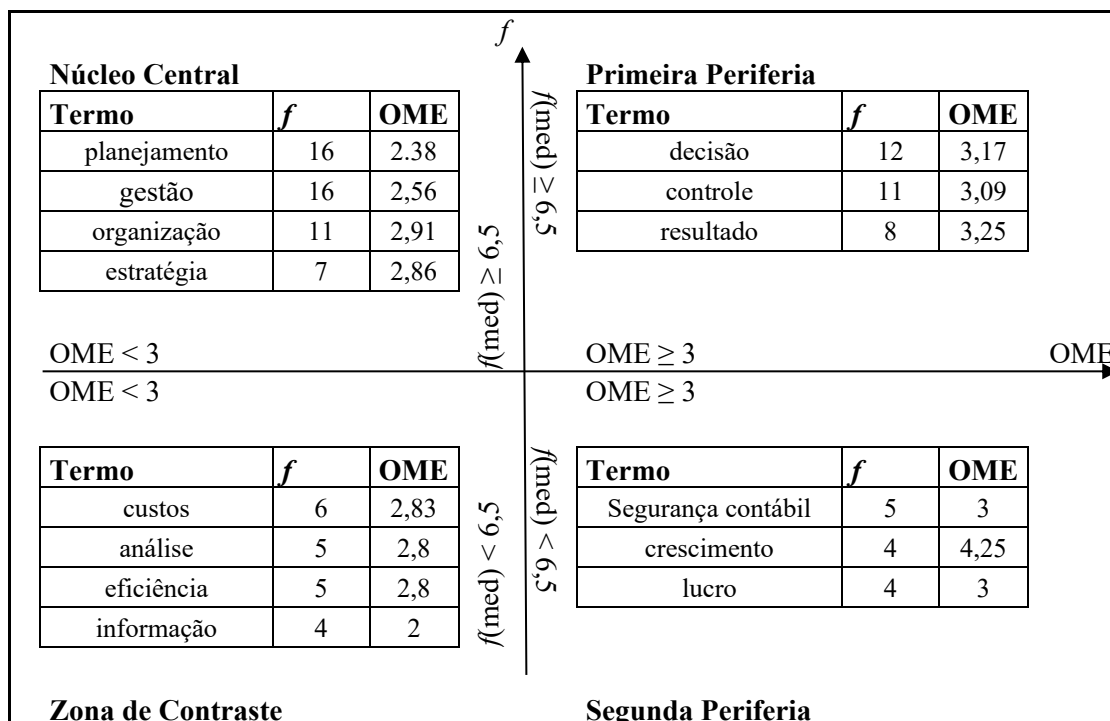 f
Núcleo Central
Termo f OME
planejamento 16 2.38
gestão 16 2,56
organização 11 2,91
estratégia 7 2,86
f(med) ≥ 6,5
f(med) ≥ 6,5
Primeira Periferia
Termo f OME
decisão 12 3,17
controle 11 3,09
resultado 8 3,25
OME < 3
OME ≥ 3
OME
OME < 3
OME ≥ 3
Termo f OME
custos 6 2,83
análise 5 2,8
eficiência 5 2,8
informação 4 2
f(med) < 6,5
f(med) < 6,5
Termo f OME
Segurança contábil 5 3
crescimento 4 4,25
lucro 4 3
Zona de Contraste
Segunda Periferia